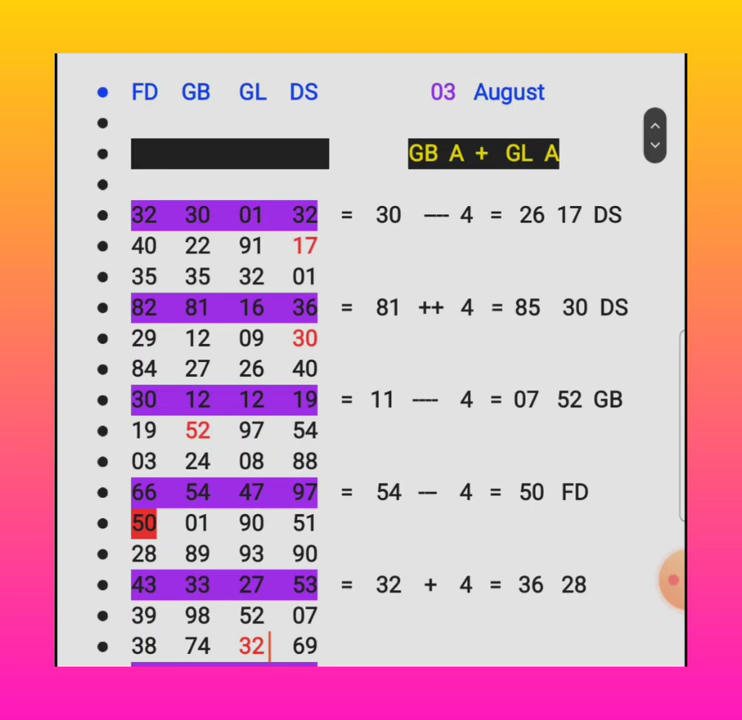 FD GB GL DS 03 August
GB A + GL A
32 30 01 32 = 30 ---- 4 = 26 17 DS
40 22 91 17
35 35 32 01
82 81 16 36 = 81 ++ 4 = 85 30 DS
29 12 09 30
84 27 26 40
30 12 12 19 = 11 ---- 4 = 07 52 GB
19 52 97 54
03 24 08 88
66 54 47 97 = 54 --- 4 = 50 FD
50 01 90 51
28 89 93 90
43 33 27 53 = 32 + 4 = 36 28
39 98 52 07
38 74 32 69